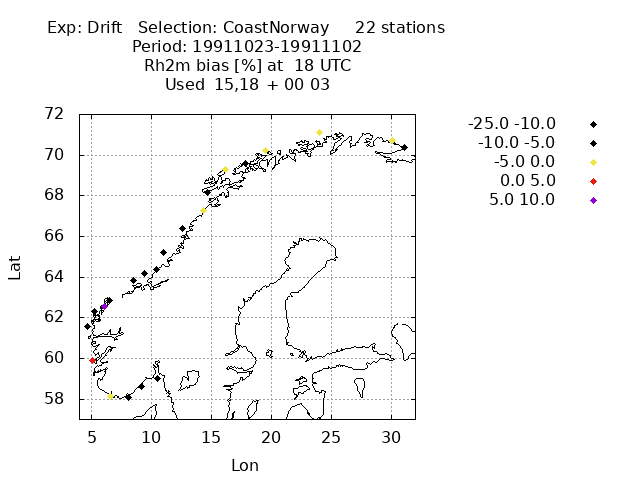 Exp: Drift   Selection: CoastNorway     22 stations
Period: 19911023-19911102
Rh2m bias [%] at  18 UTC
Used 15,18 + 00 03
-25.0 -10.0
-10.0 -5.0
-5.0 0.0
0.0 5.0
5.0 10.0
72
70
68
66
64
62
60
58
Lat
5 10 15 20 25 30
Lon